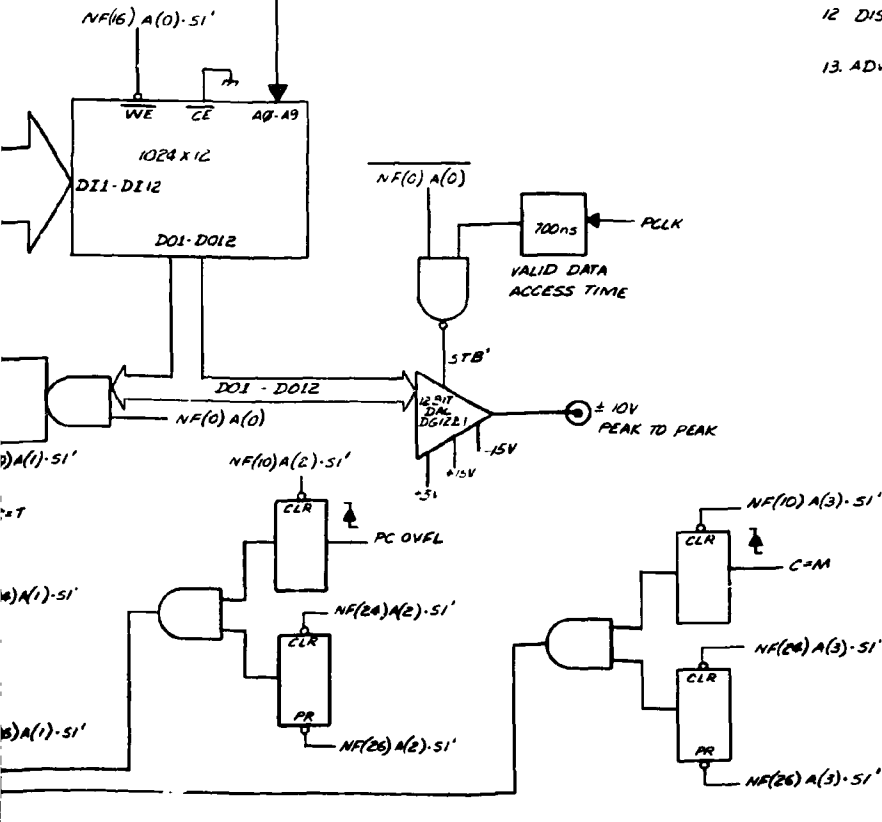 NF(16) A(0)·S1'
12 DIS
13. ADV
WE CE A0-A9
1024 X 12
DI1-DI12
DO1-DO12
NF(0) A(0)
700ns
PCLK
VALID DATA
ACCESS TIME
STB'
DO1 - DO12
12 BIT
DAC
DG1221
± 10V
PEAK TO PEAK
-15V
+15V
+5V
NF(0) A(0)
A(1)·S1'
NF(10)A(2)·S1'
CLR
PC OVFL
=T
A(1)·S1'
NF(24)A(2)·S1'
CLR
PR
NF(26)A(2)·S1'
A(1)·S1'
NF(10)A(3)·S1'
CLR
C=M
NF(24)A(3)·S1'
CLR
PR
NF(26)A(3)·S1'